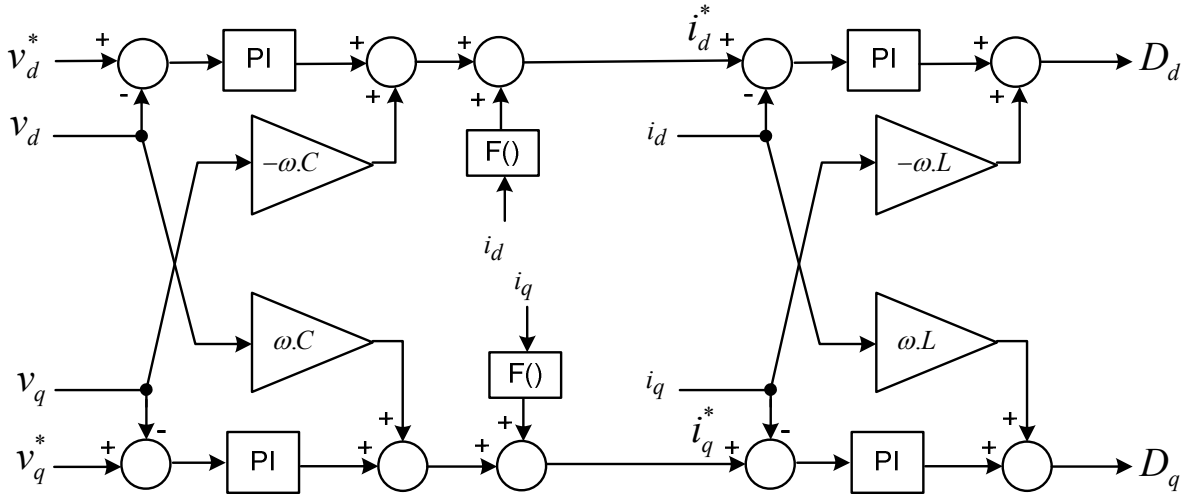 v_d^* + PI + + + i_d^* + PI + D_d
- + + - +
v_d i_d
F()
−ω.C −ω.L
i_d
i_q
ω.C ω.L
F()
v_q i_q
- + + i_q^* - +
v_q^* + PI + + + PI + D_q